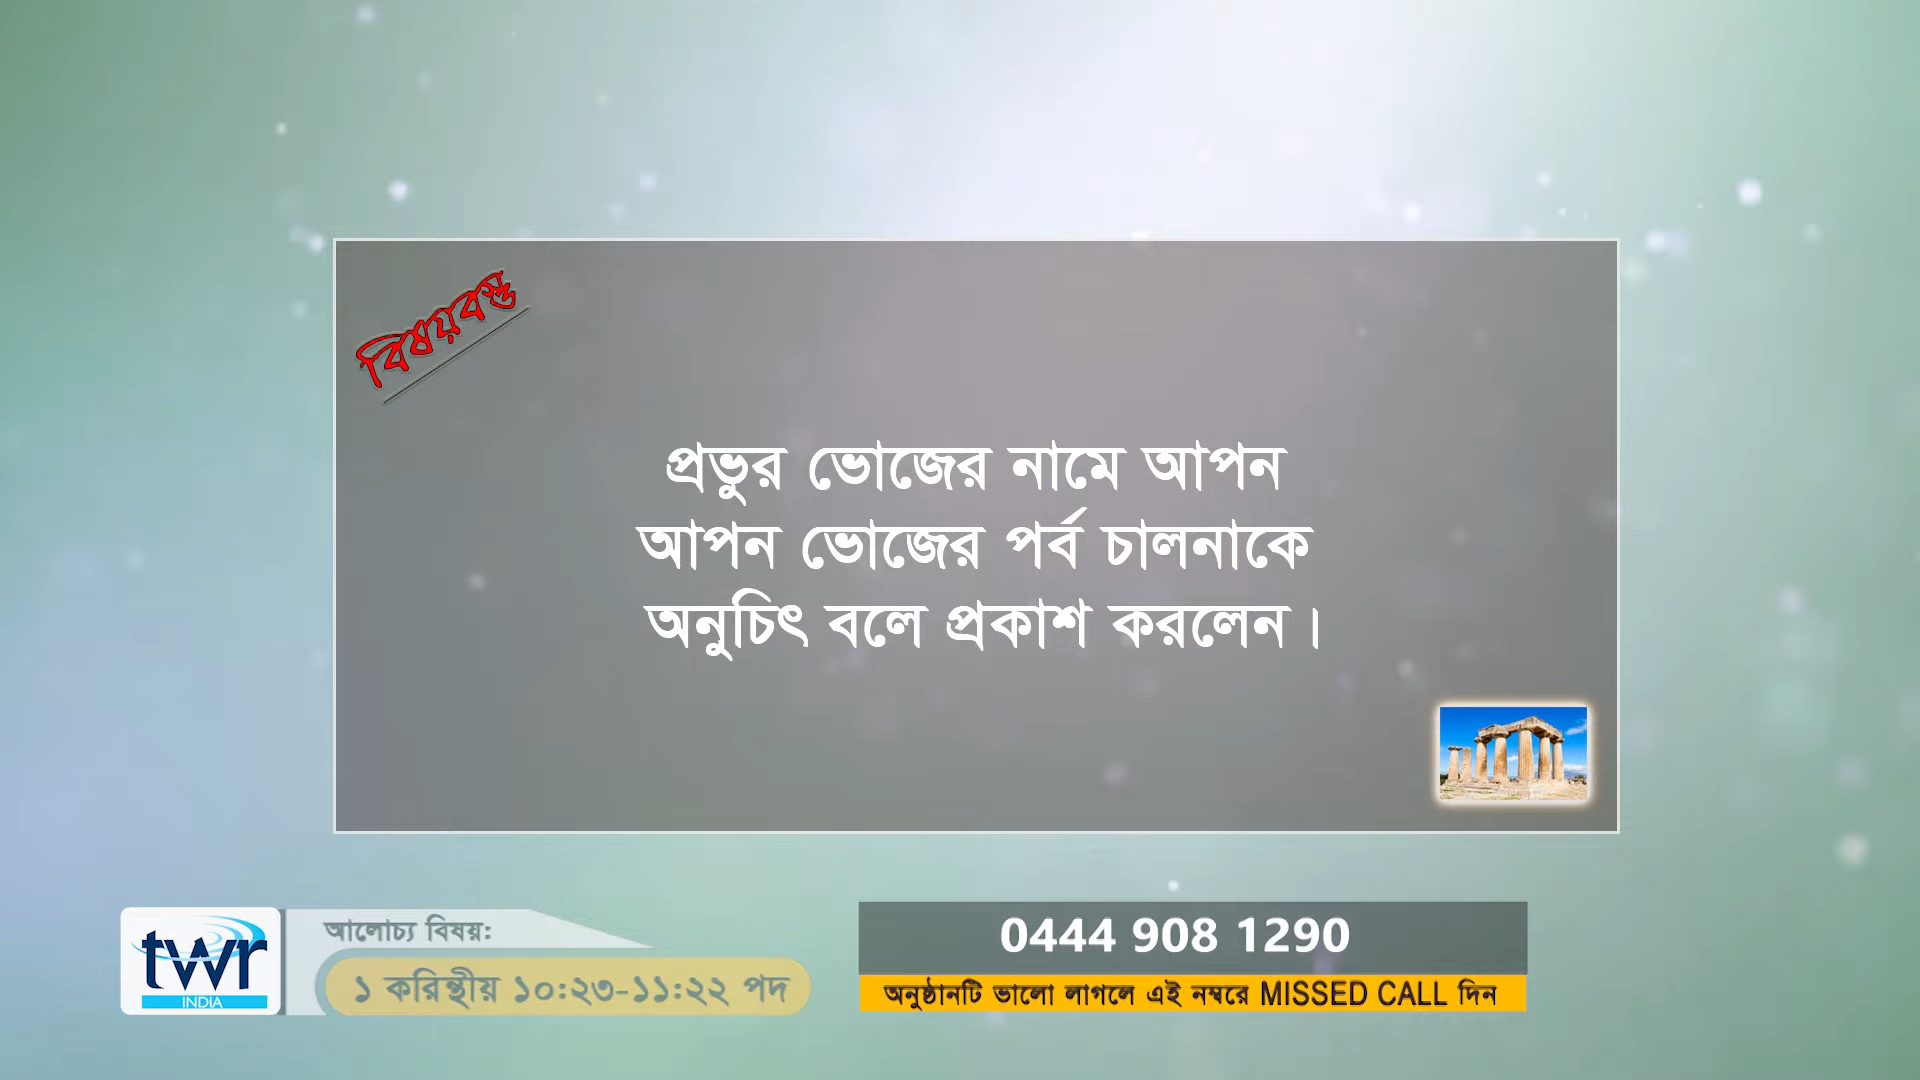 বিষয়বস্তু
প্রভুর ভোজের নামে আপন
আপন ভোজের পর্ব চালনাকে
অনুচিৎ বলে প্রকাশ করলেন।
twr
INDIA
আলোচ্য বিষয়:
১ করিন্থীয় ১০:২৩-১১:২২ পদ
0444 908 1290
অনুষ্ঠানটি ভালো লাগলে এই নম্বরে MISSED CALL দিন